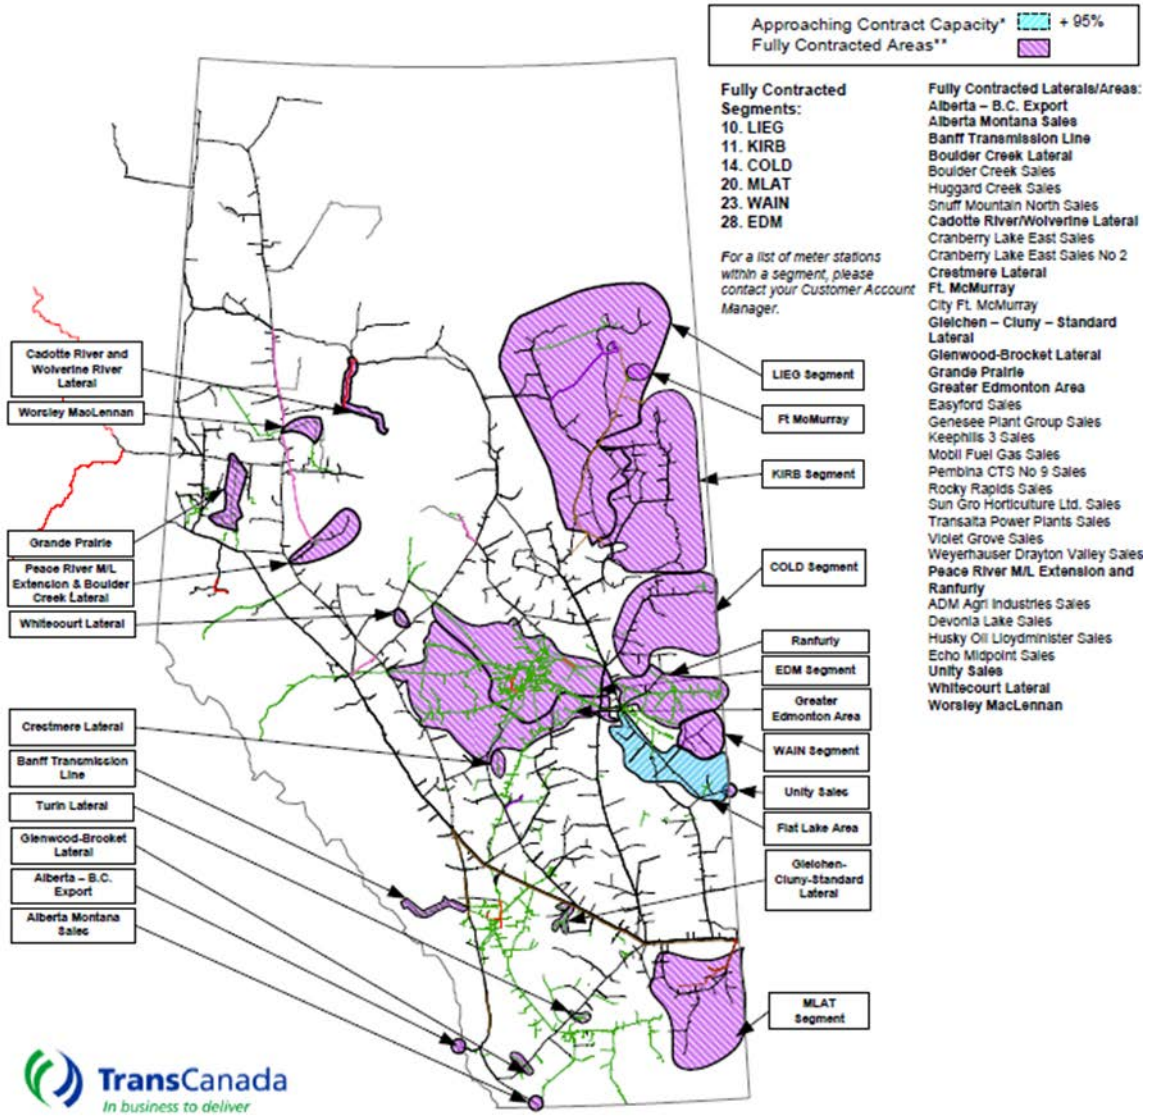 Approaching Contract Capacity* + 95%
Fully Contracted Areas**
Fully Contracted
Segments:
10. LIEG
11. KIRB
14. COLD
20. MLAT
23. WAIN
28. EDM
For a list of meter stations
within a segment, please
contact your Customer Account
Manager.
Fully Contracted Laterals/Areas:
Alberta – B.C. Export
Alberta Montana Sales
Banff Transmission Line
Boulder Creek Lateral
Boulder Creek Sales
Huggard Creek Sales
Snuff Mountain North Sales
Cadotte River/Wolverine Lateral
Cranberry Lake East Sales
Cranberry Lake East Sales No 2
Crestmere Lateral
Ft. McMurray
City Ft. McMurray
Gleichen – Cluny – Standard
Lateral
Glenwood-Brocket Lateral
Grande Prairie
Greater Edmonton Area
Easyford Sales
Genesee Plant Group Sales
Keephills 3 Sales
Mobil Fuel Gas Sales
Pembina CTS No 9 Sales
Rocky Rapids Sales
Sun Gro Horticulture Ltd. Sales
Transalta Power Plants Sales
Violet Grove Sales
Weyerhauser Drayton Valley Sales
Peace River M/L Extension and
Ranfurly
ADM Agri Industries Sales
Devonia Lake Sales
Husky Oil Lloydminister Sales
Echo Midpoint Sales
Unity Sales
Whitecourt Lateral
Worsley MacLennan
Cadotte River and
Wolverine River
Lateral
Worsley MacLennan
Grande Prairie
Peace River M/L
Extension & Boulder
Creek Lateral
Whitecourt Lateral
Crestmere Lateral
Banff Transmission
Line
Turin Lateral
Glenwood-Brocket
Lateral
Alberta – B.C.
Export
Alberta Montana
Sales
LIEG Segment
Ft McMurray
KIRB Segment
COLD Segment
Ranfurly
EDM Segment
Greater
Edmonton Area
WAIN Segment
Unity Sales
Flat Lake Area
Gleichen-
Cluny-Standard
Lateral
MLAT
Segment
TransCanada
In business to deliver